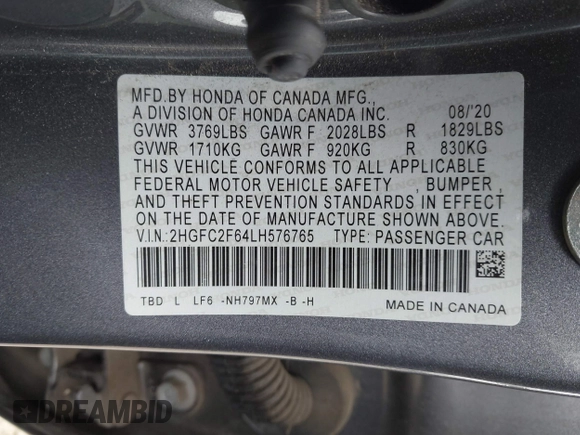 MFD.BY HONDA OF CANADA MFG.,
A DIVISION OF HONDA CANADA INC. 08/'20
GVWR 3769LBS GAWR F 2028LBS R 1829LBS
GVWR 1710KG GAWR F 920KG R 830KG
THIS VEHICLE CONFORMS TO ALL APPLICABLE
FEDERAL MOTOR VEHICLE SAFETY , BUMPER ,
AND THEFT PREVENTION STANDARDS IN EFFECT
ON THE DATE OF MANUFACTURE SHOWN ABOVE.
V.I.N.:2HGFC2F64LH576765 TYPE: PASSENGER CAR
TBD L LF6 -NH797MX -B -H
MADE IN CANADA
DREAMBID